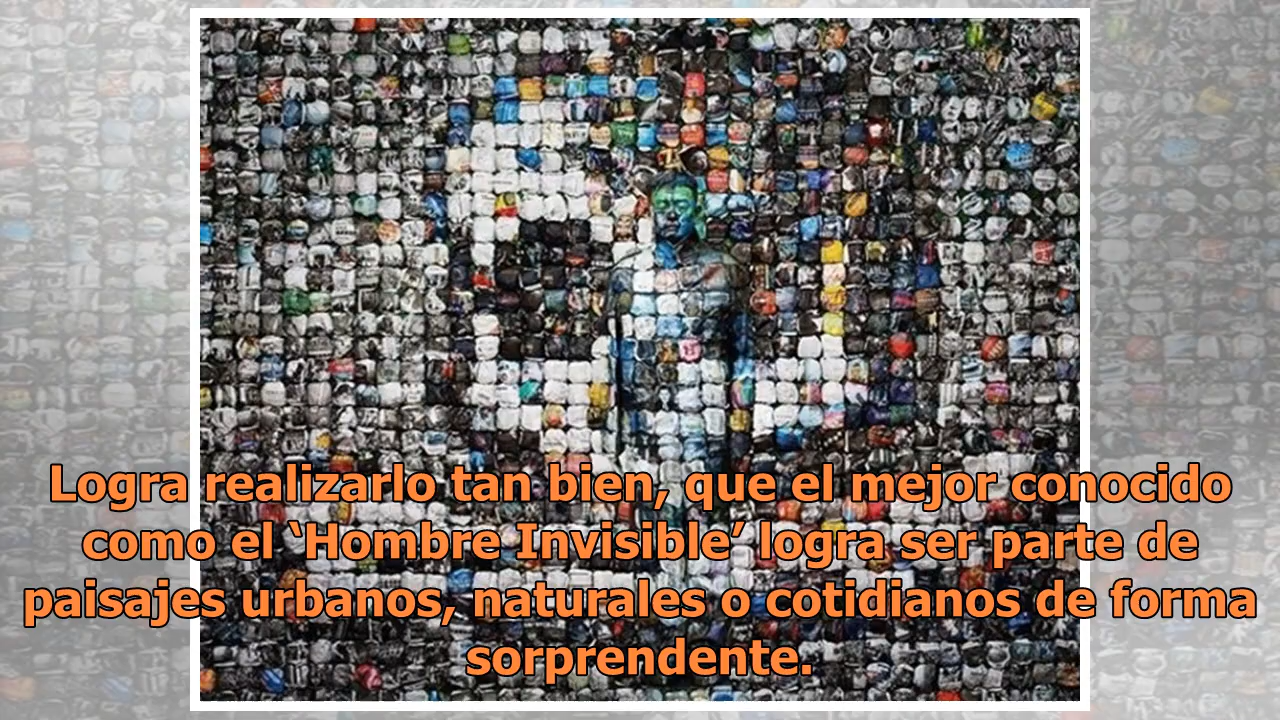 Logra realizarlo tan bien, que el mejor conocido
como el ‘Hombre Invisible’ logra ser parte de
paisajes urbanos, naturales o cotidianos de forma
sorprendente.